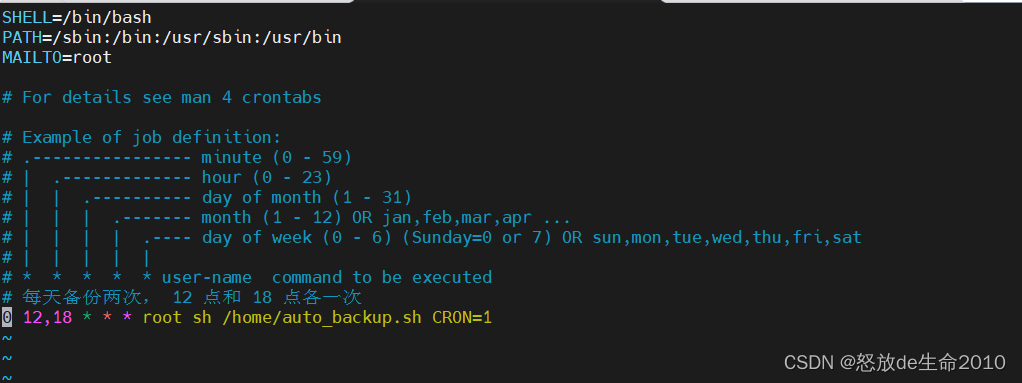 SHELL=/bin/bash
PATH=/sbin:/bin:/usr/sbin:/usr/bin
MAILTO=root
# For details see man 4 crontabs
# Example of job definition:
# .---------------- minute (0 - 59)
# |  .------------- hour (0 - 23)
# |  |  .---------- day of month (1 - 31)
# |  |  |  .------- month (1 - 12) OR jan,feb,mar,apr ...
# |  |  |  |  .---- day of week (0 - 6) (Sunday=0 or 7) OR sun,mon,tue,wed,thu,fri,sat
# |  |  |  |  |
# *  *  *  *  * user-name  command to be executed
# 每天备份两次， 12 点和 18 点各一次
0 12,18 * * * root sh /home/auto_backup.sh CRON=1
~
~
~
CSDN @怒放de生命2010